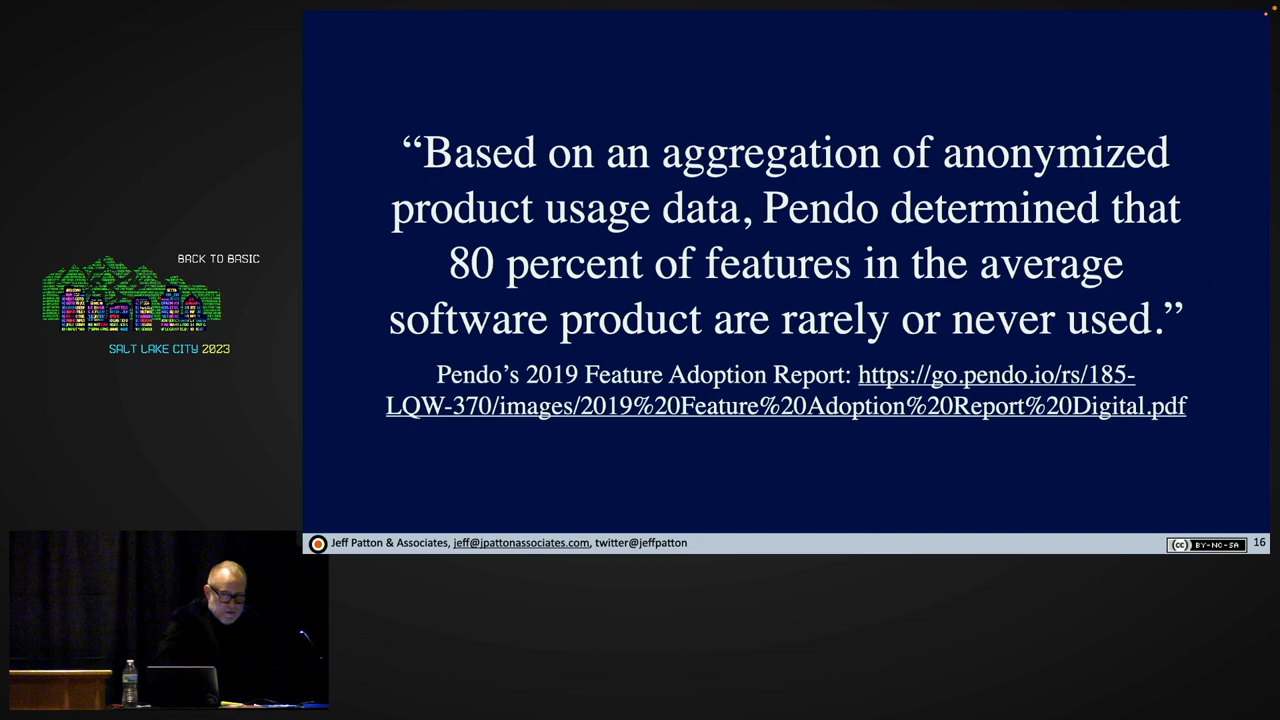 BACK TO BASIC
SALT LAKE CITY 2023
“Based on an aggregation of anonymized
product usage data, Pendo determined that
80 percent of features in the average
software product are rarely or never used.”
Pendo’s 2019 Feature Adoption Report: https://go.pendo.io/rs/185-
LQW-370/images/2019%20Feature%20Adoption%20Report%20Digital.pdf
Jeff Patton & Associates, jeff@jpattonassociates.com, twitter@jeffpatton
cc BY-NC-SA 16